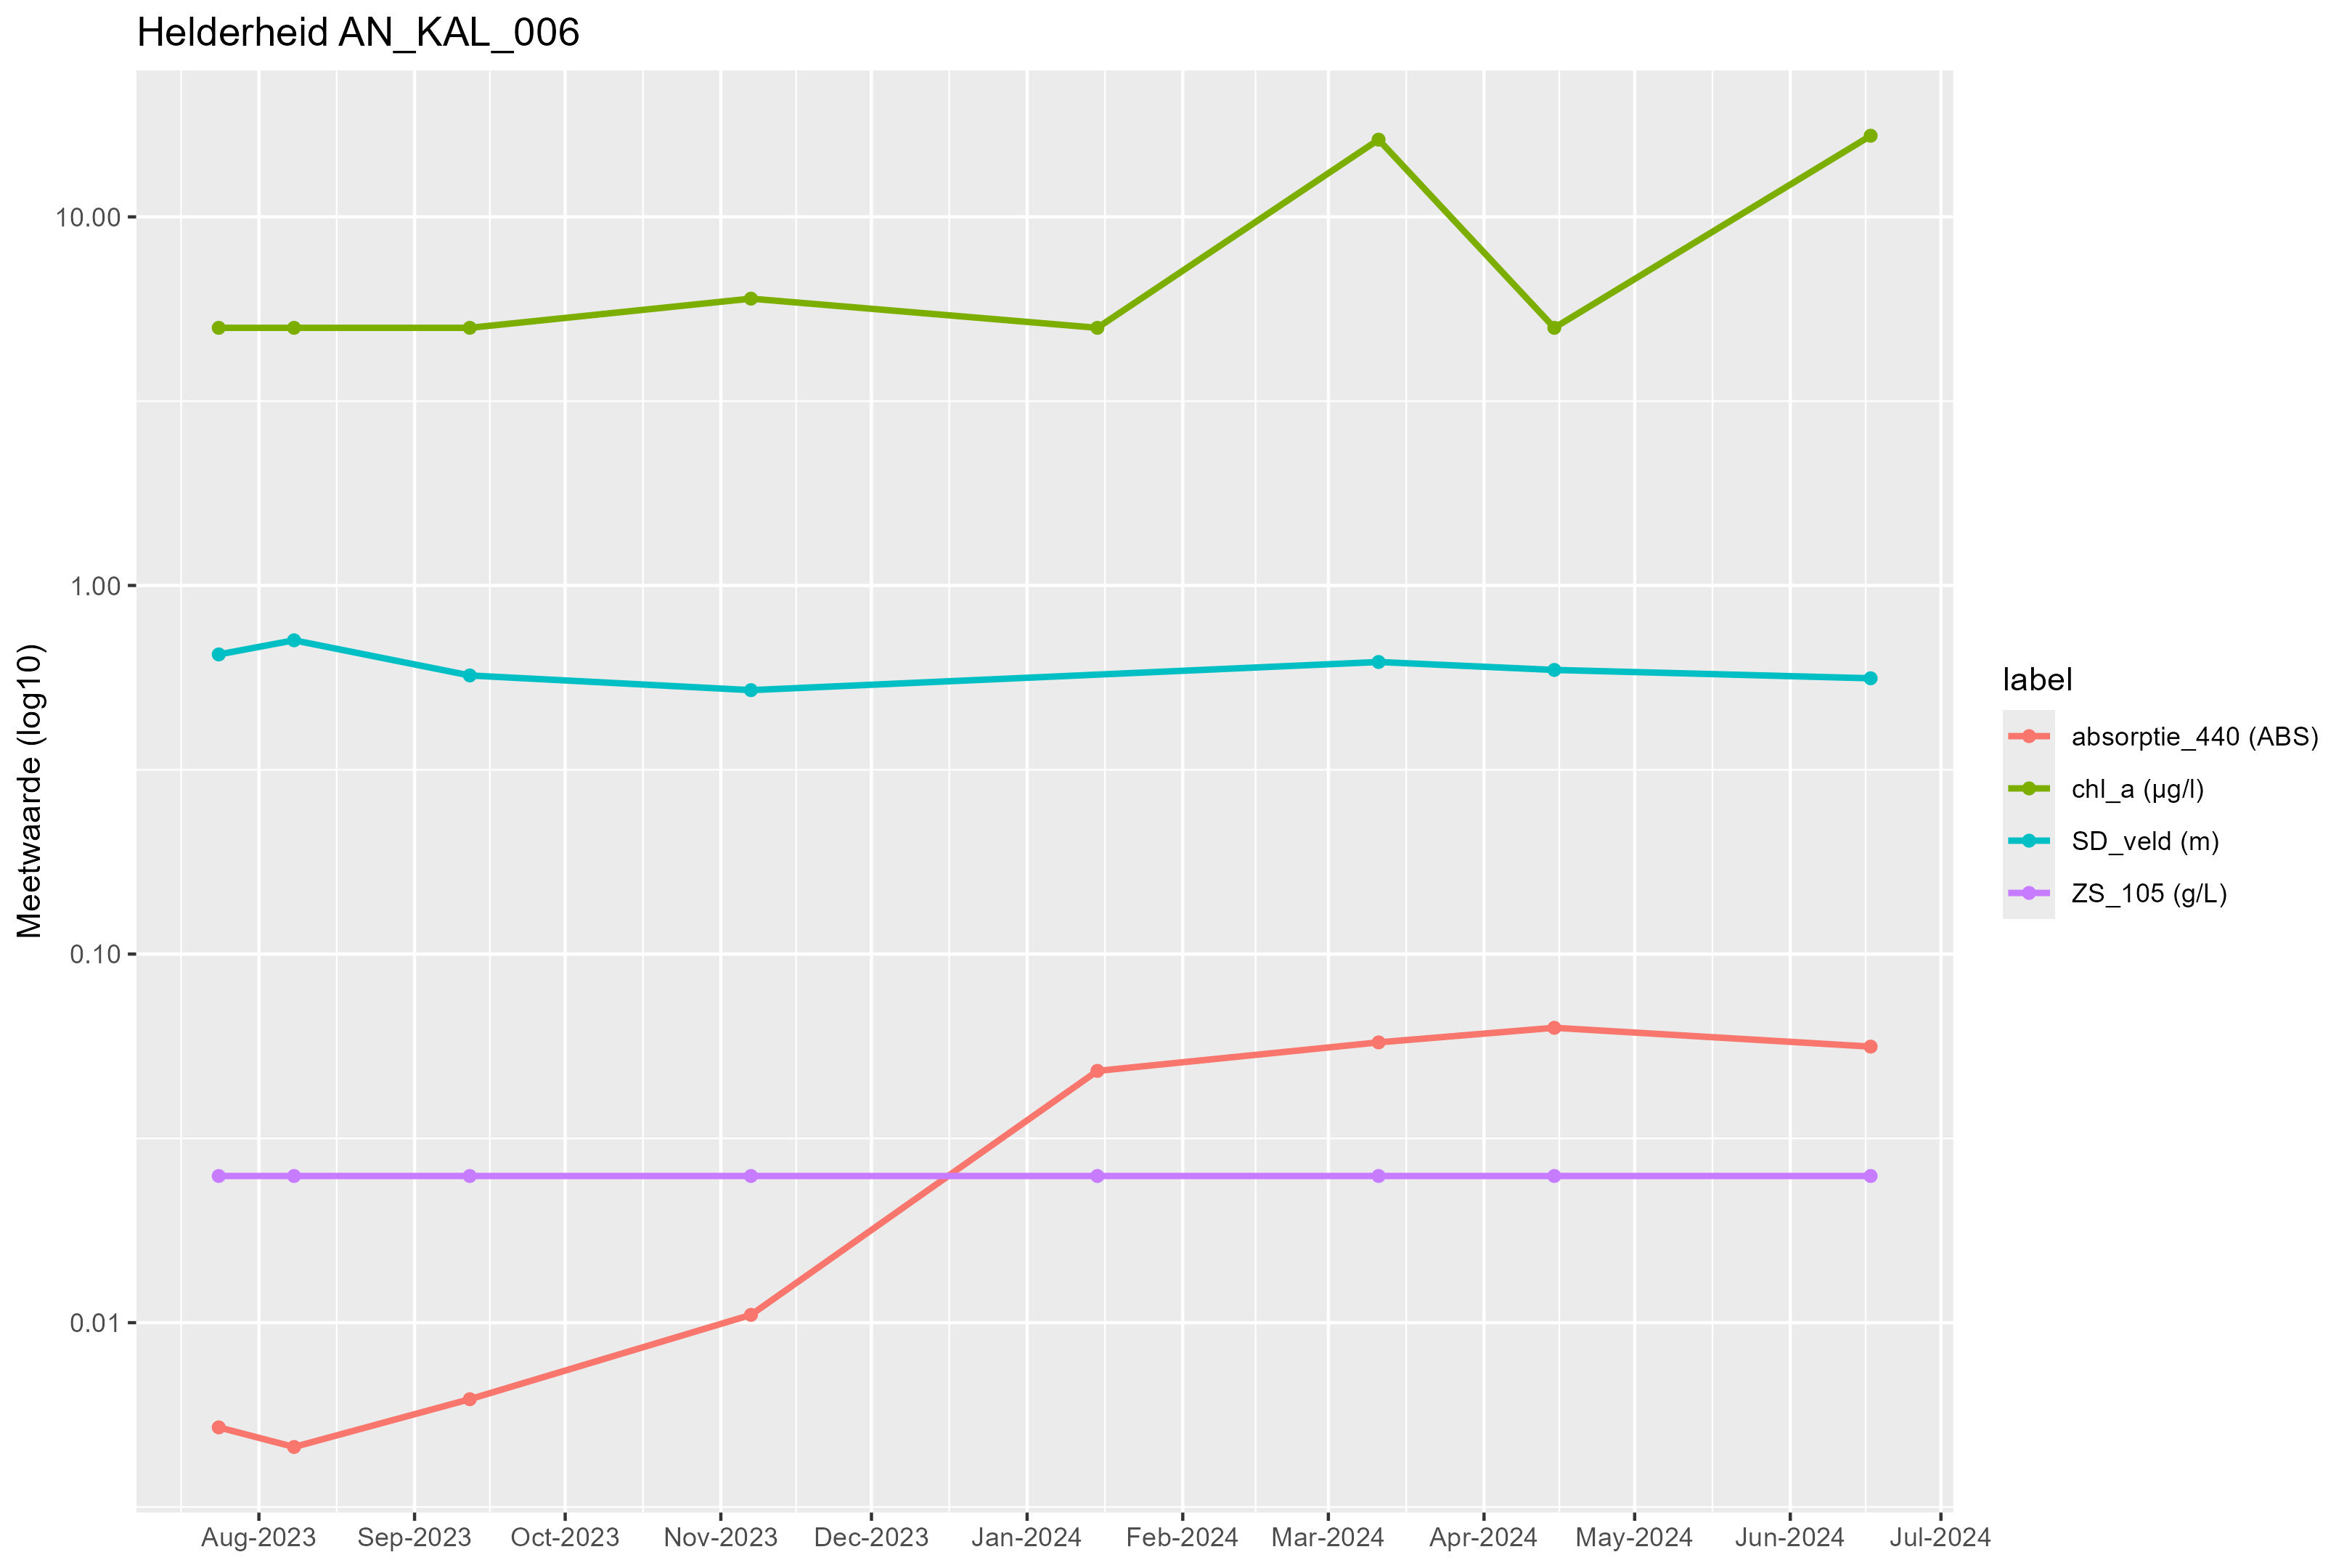 Helderheid AN_KAL_006
Meetwaarde (log10)
10.00
1.00
0.10
0.01
Aug-2023
Sep-2023
Oct-2023
Nov-2023
Dec-2023
Jan-2024
Feb-2024
Mar-2024
Apr-2024
May-2024
Jun-2024
Jul-2024
label
absorptie_440 (ABS)
chl_a (µg/l)
SD_veld (m)
ZS_105 (g/L)